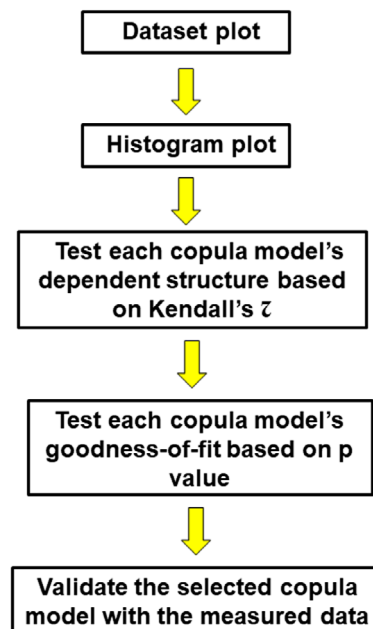 Dataset plot
Histogram plot
Test each copula model's
dependent structure based
on Kendall's τ
Test each copula model's
goodness-of-fit based on p
value
Validate the selected copula
model with the measured data